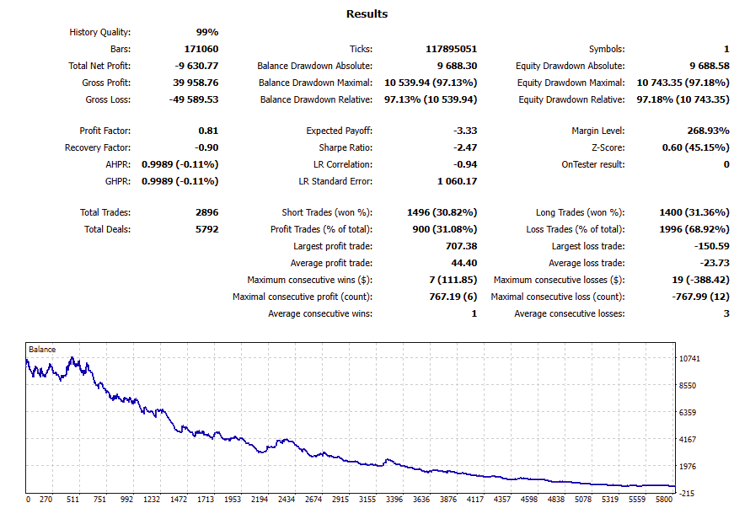 Results
History Quality: 99%
Bars: 171060 Ticks: 117895051 Symbols: 1
Total Net Profit: -9 630.77 Balance Drawdown Absolute: 9 688.30 Equity Drawdown Absolute: 9 688.58
Gross Profit: 39 958.76 Balance Drawdown Maximal: 10 539.94 (97.13%) Equity Drawdown Maximal: 10 743.35 (97.18%)
Gross Loss: -49 589.53 Balance Drawdown Relative: 97.13% (10 539.94) Equity Drawdown Relative: 97.18% (10 743.35)
Profit Factor: 0.81 Expected Payoff: -3.33 Margin Level: 268.93%
Recovery Factor: -0.90 Sharpe Ratio: -2.47 Z-Score: 0.60 (45.15%)
AHPR: 0.9989 (-0.11%) LR Correlation: -0.94 OnTester result: 0
GHPR: 0.9989 (-0.11%) LR Standard Error: 1 060.17
Total Trades: 2896 Short Trades (won %): 1496 (30.82%) Long Trades (won %): 1400 (31.36%)
Total Deals: 5792 Profit Trades (% of total): 900 (31.08%) Loss Trades (% of total): 1996 (68.92%)
Largest profit trade: 707.38 Largest loss trade: -150.59
Average profit trade: 44.40 Average loss trade: -23.73
Maximum consecutive wins ($): 7 (111.85) Maximum consecutive losses ($): 19 (-388.42)
Maximal consecutive profit (count): 767.19 (6) Maximal consecutive loss (count): -767.99 (12)
Average consecutive wins: 1 Average consecutive losses: 3
Balance
10741
8550
6359
4167
1976
-215
0 270 511 751 992 1232 1472 1713 1953 2194 2434 2674 2915 3155 3396 3636 3876 4117 4357 4598 4838 5078 5319 5559 5800